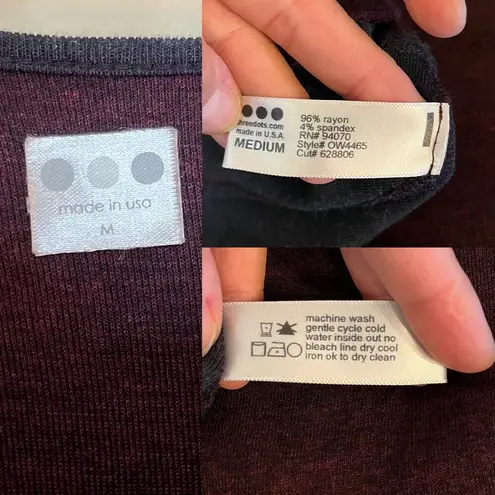 made in usa
M
threedots.com
made in U.S.A.
MEDIUM
96% rayon
4% spandex
RN# 94070
Style# OW4465
Cut# 628806
machine wash
gentle cycle cold
water inside out no
bleach line dry cool
iron ok to dry clean